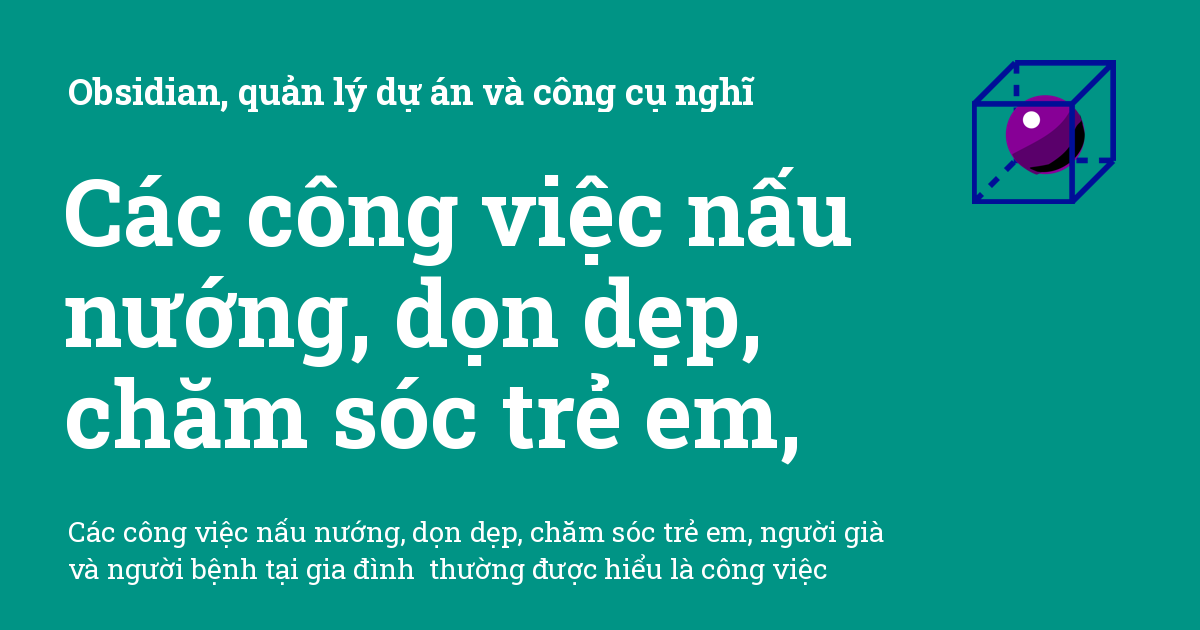 Obsidian, quản lý dự án và công cụ nghĩ
Các công việc nấu
nướng, dọn dẹp,
chăm sóc trẻ em,
Các công việc nấu nướng, dọn dẹp, chăm sóc trẻ em, người già
và người bệnh tại gia đình  thường được hiểu là công việc